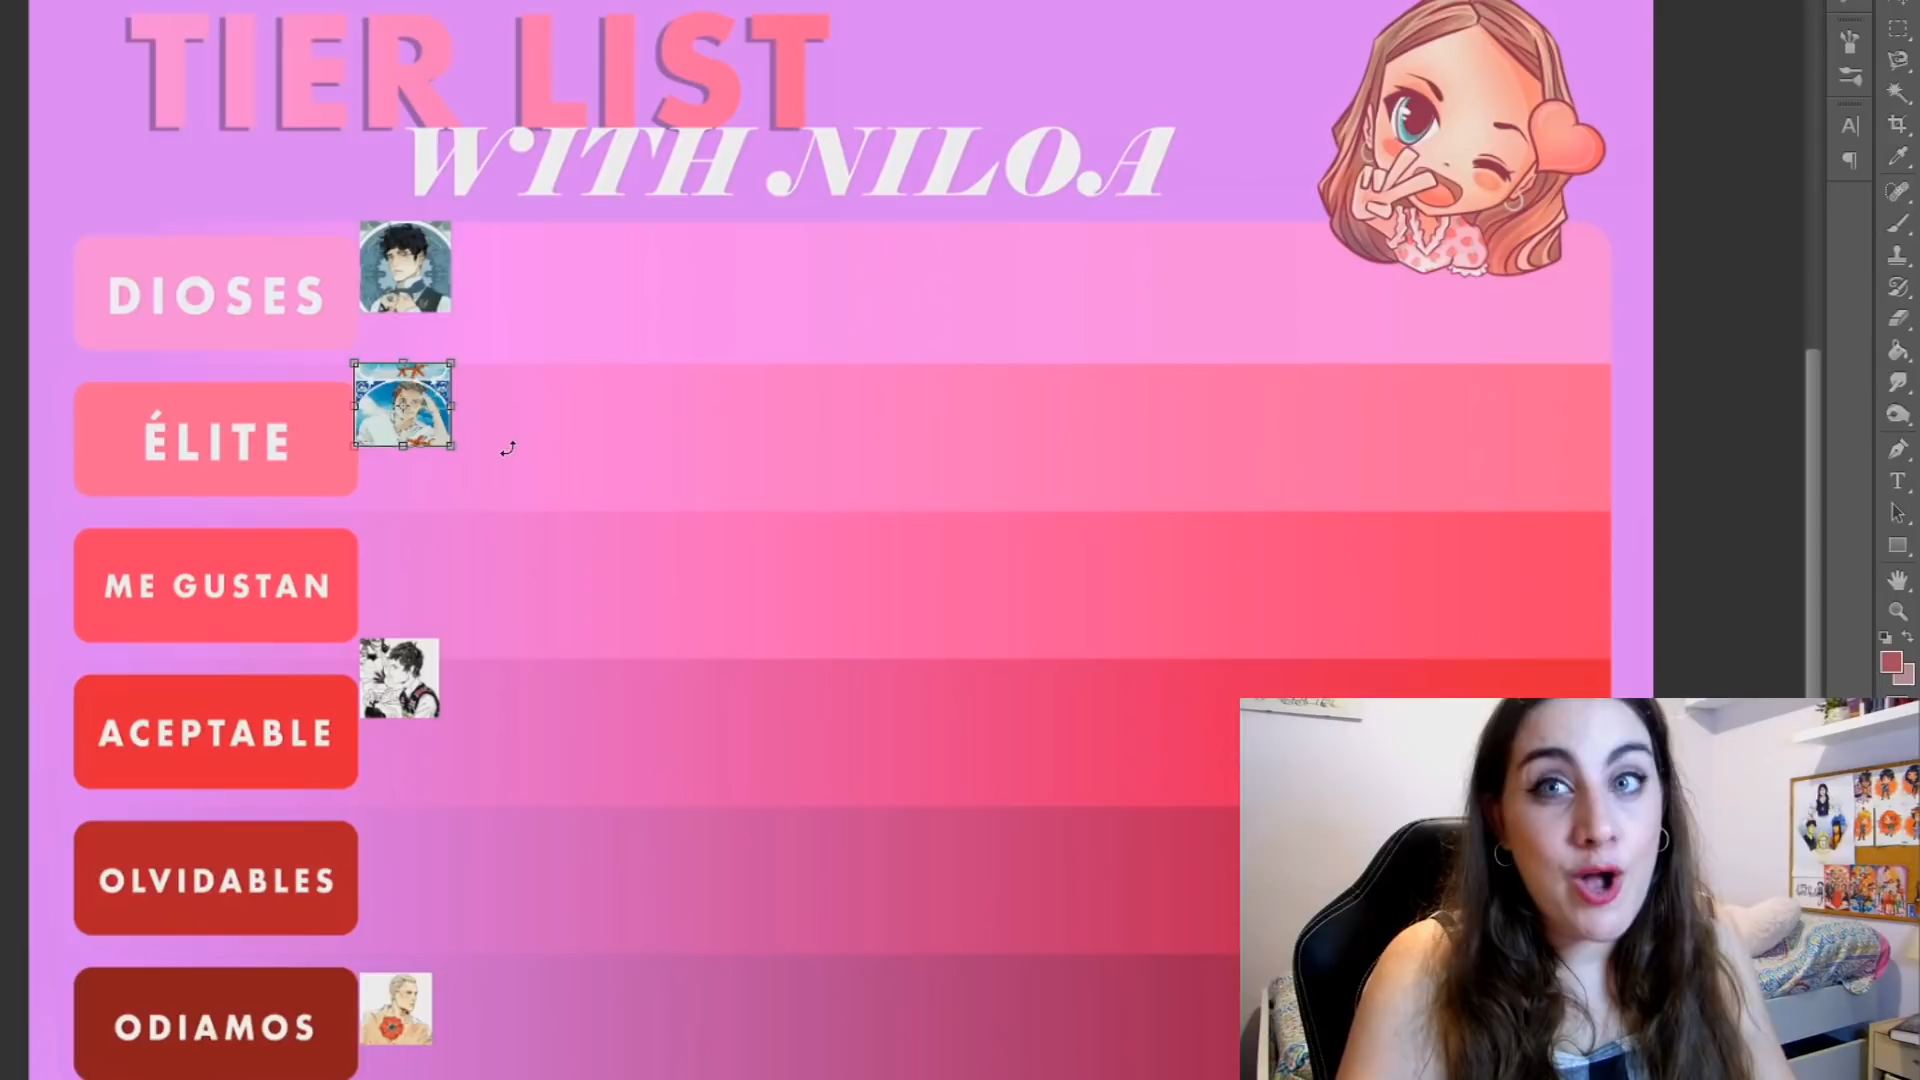 TIER LIST
WITH NILOA
DIOSES
ÉLITE
ME GUSTAN
ACEPTABLE
OLVIDABLES
ODIAMOS